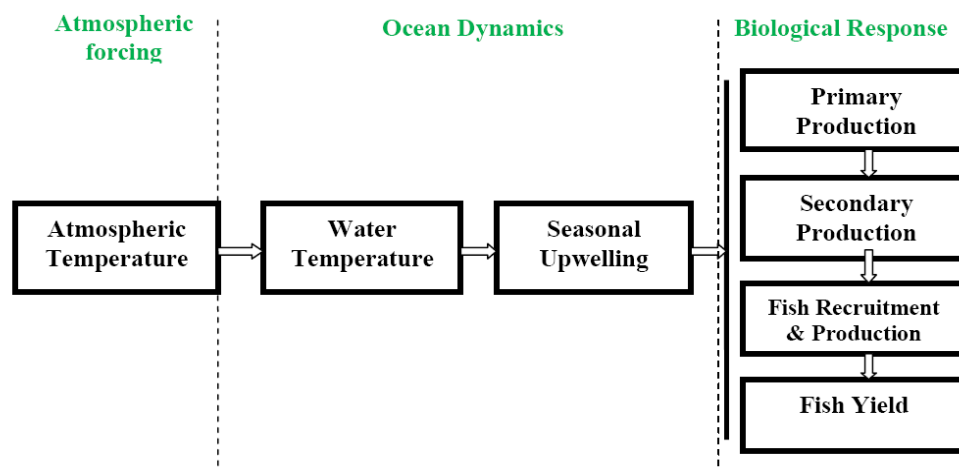 Atmospheric
forcing
Ocean Dynamics
Biological Response
Atmospheric
Temperature
Water
Temperature
Seasonal
Upwelling
Primary
Production
Secondary
Production
Fish Recruitment
& Production
Fish Yield